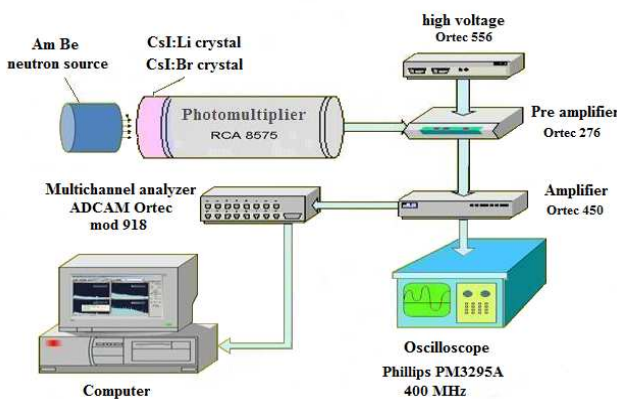 high voltage
Ortec 556
Am Be
neutron source
CsI:Li crystal
CsI:Br crystal
Photomultiplier
RCA 8575
Pre amplifier
Ortec 276
Multichannel analyzer
ADCAM Ortec
mod 918
Amplifier
Ortec 450
Oscilloscope
Phillips PM3295A
400 MHz
Computer